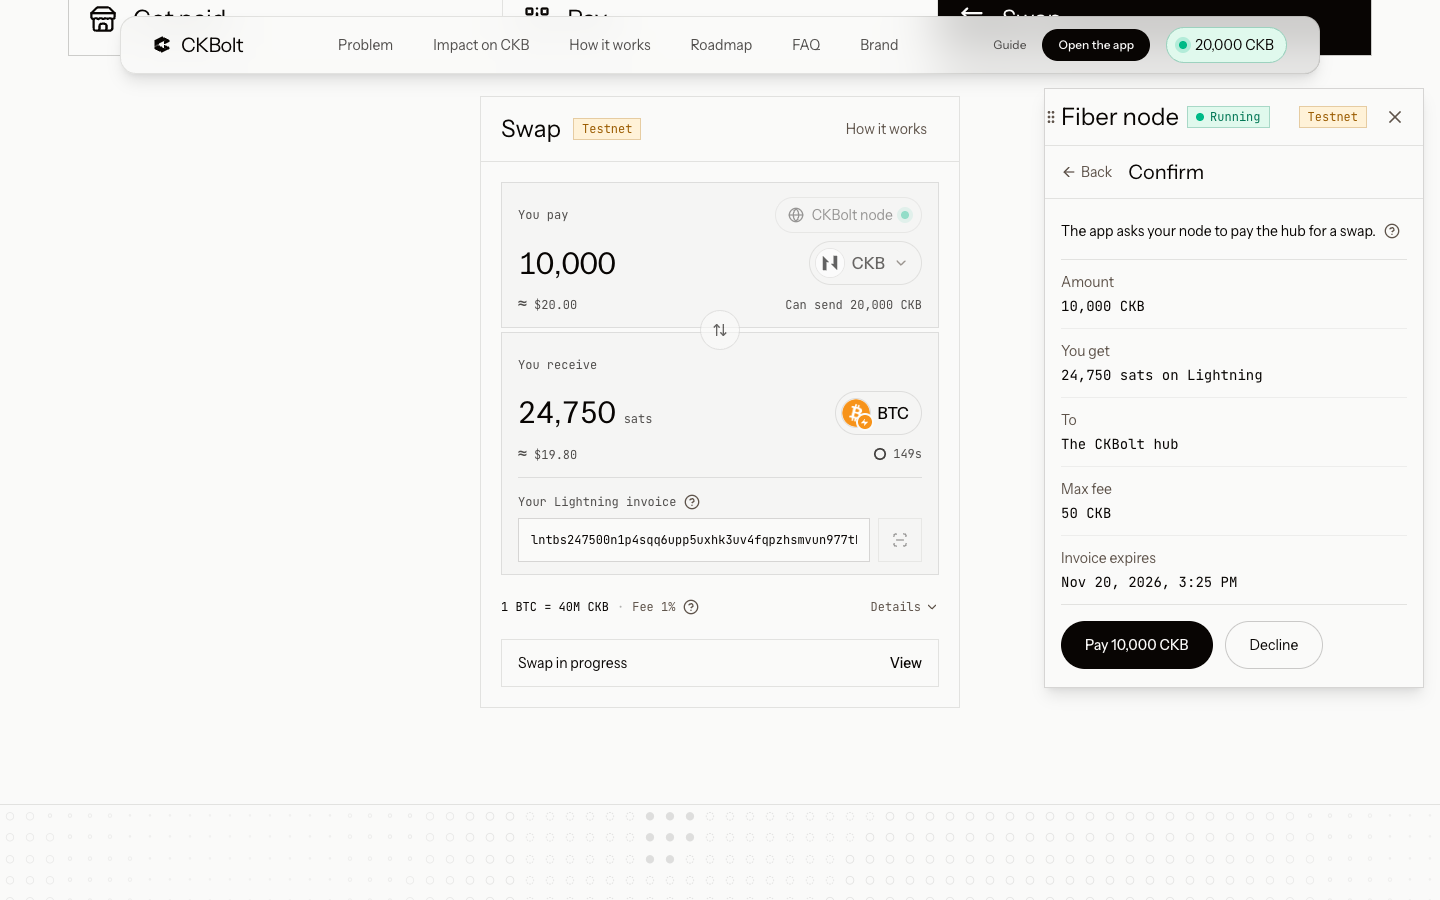 Get paid
Pay
Swap
CKBolt
Problem
Impact on CKB
How it works
Roadmap
FAQ
Brand
Guide
Open the app
20,000 CKB
Swap
Testnet
How it works
You pay
CKBolt node
10,000
CKB
≈ $20.00
Can send 20,000 CKB
You receive
24,750 sats
BTC
≈ $19.80
149s
Your Lightning invoice
lntbs247500n1p4sqq6upp5uxhk3uv4fqpzhsmvun977t
1 BTC = 40M CKB · Fee 1%
Details
Swap in progress
View
Fiber node
Running
Testnet
Back
Confirm
The app asks your node to pay the hub for a swap.
Amount
10,000 CKB
You get
24,750 sats on Lightning
To
The CKBolt hub
Max fee
50 CKB
Invoice expires
Nov 20, 2026, 3:25 PM
Pay 10,000 CKB
Decline